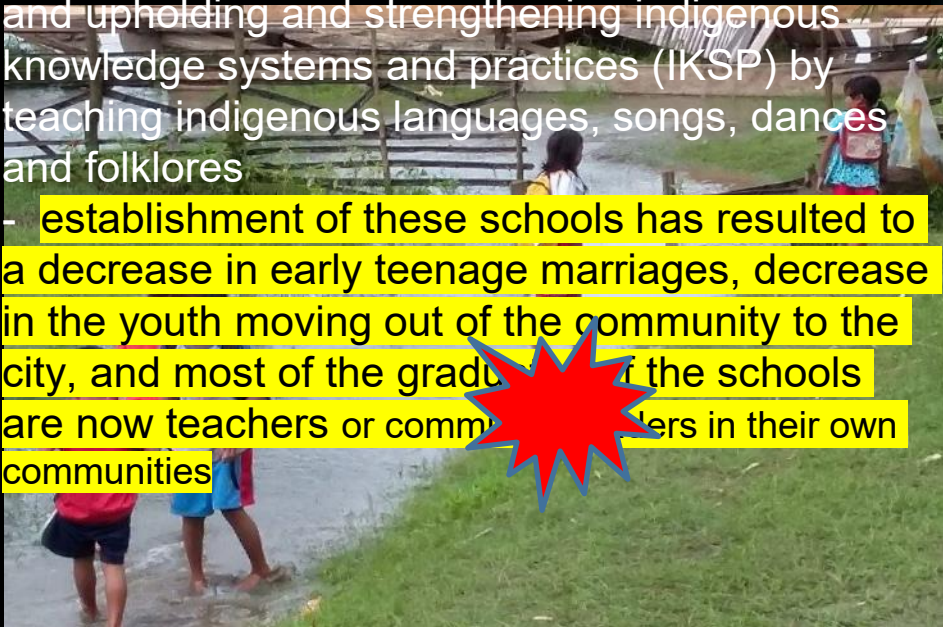 and upholding and strengthening indigenous
knowledge systems and practices (IKSP) by
teaching indigenous languages, songs, dances
and folklores
- establishment of these schools has resulted to
a decrease in early teenage marriages, decrease
in the youth moving out of the community to the
city, and most of the the schools
are now teachers or in their own
communities